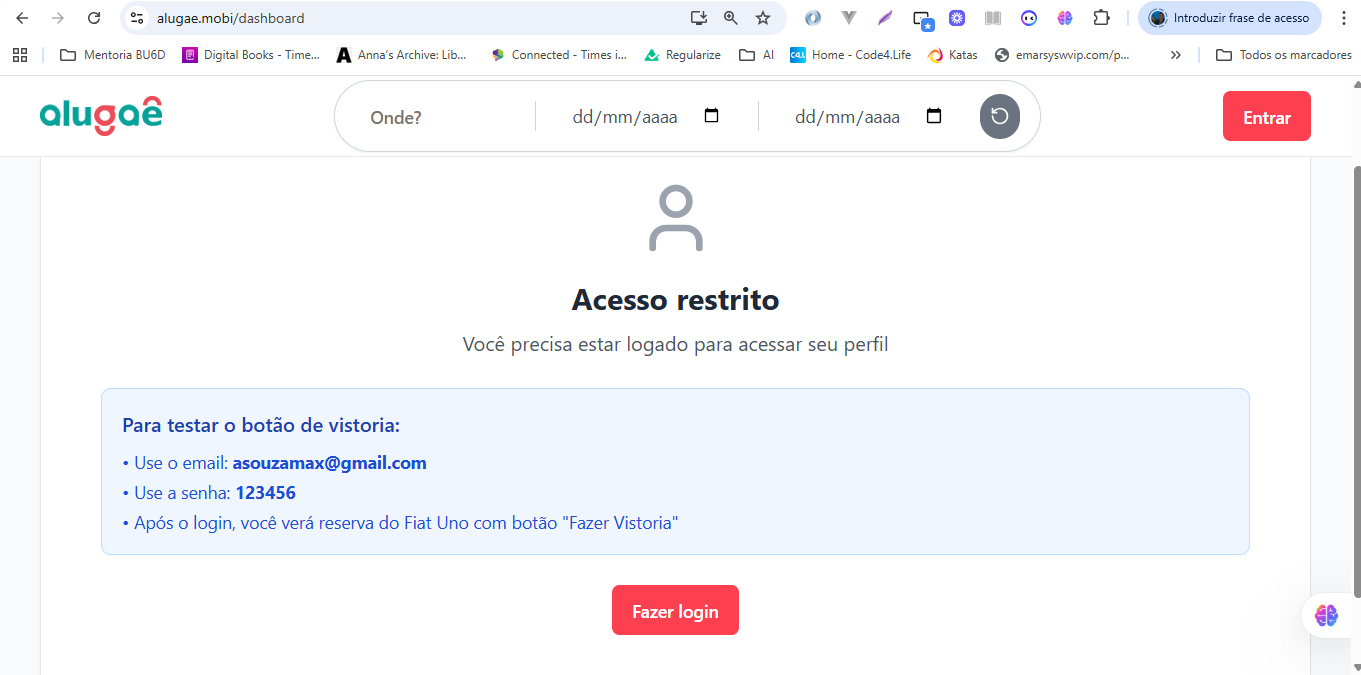 alugae.mobi/dashboard
Introduzir frase de acesso
Mentoria BU6D
Digital Books - Time...
Anna's Archive: Lib...
Connected - Times i...
Regularize
AI
Home - Code4.Life
Katas
emarsyswvip.com/p...
»
Todos os marcadores
alugaê
Onde?
dd/mm/aaaa
dd/mm/aaaa
Entrar
Acesso restrito
Você precisa estar logado para acessar seu perfil
Para testar o botão de vistoria:
• Use o email: asouzamax@gmail.com
• Use a senha: 123456
• Após o login, você verá reserva do Fiat Uno com botão "Fazer Vistoria"
Fazer login